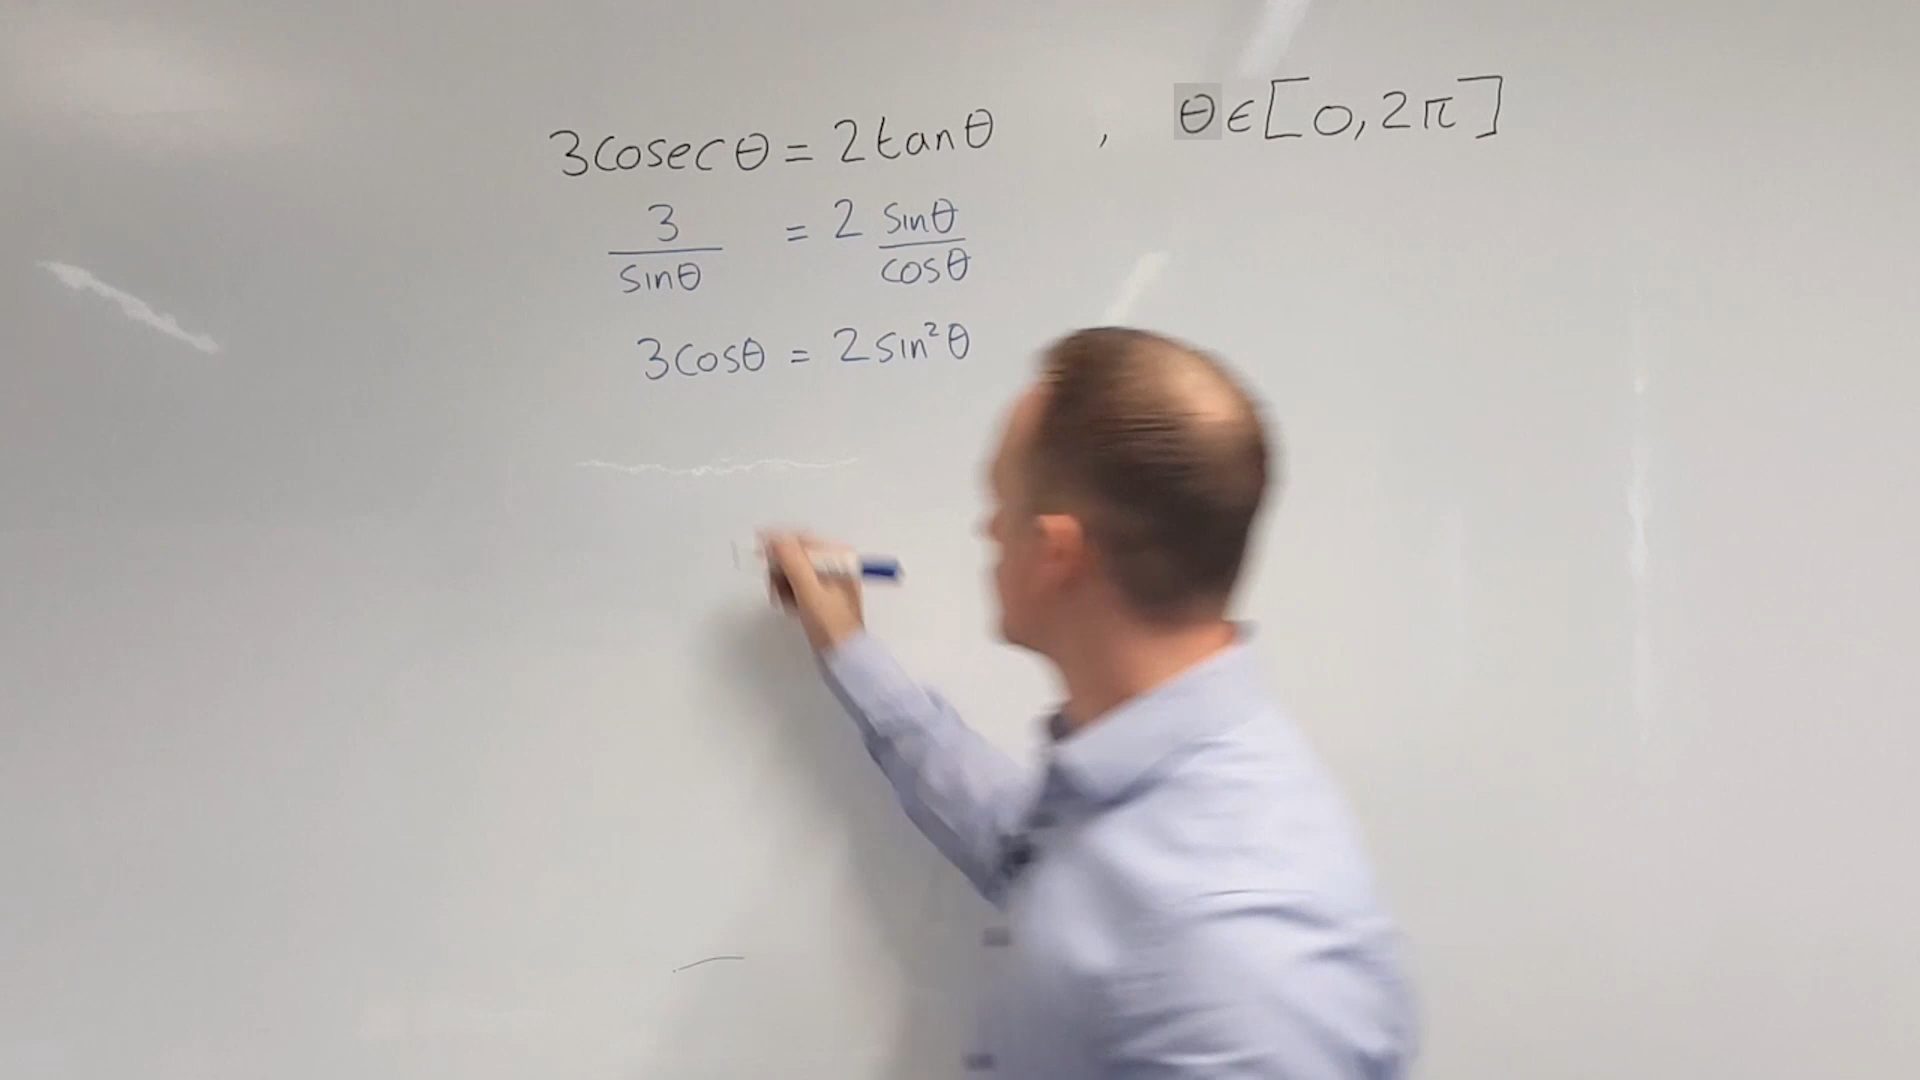 3cosecθ = 2tanθ , θ∈[0,2π]
3/sinθ = 2 sinθ/cosθ
3cosθ = 2sin²θ